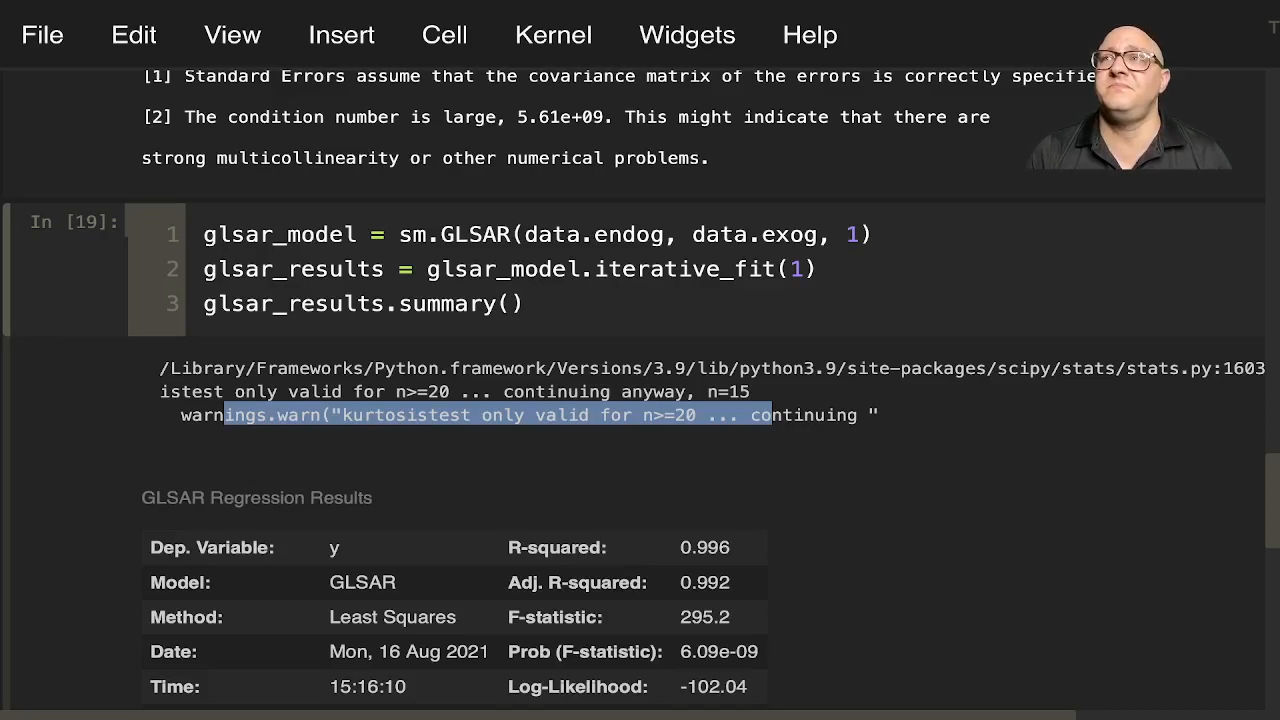 File Edit View Insert Cell Kernel Widgets Help
[1] Standard Errors assume that the covariance matrix of the errors is correctly
[2] The condition number is large, 5.61e+09. This might indicate that there are
strong multicollinearity or other numerical problems.
In [19]:
1 glsar_model = sm.GLSAR(data.endog, data.exog, 1)
2 glsar_results = glsar_model.iterative_fit(1)
3 glsar_results.summary()
/Library/Frameworks/Python.framework/Versions/3.9/lib/python3.9/site-packages/scipy/stats/stats.py:1603
istest only valid for n>=20 ... continuing anyway, n=15
warnings.warn("kurtosistest only valid for n>=20 ... continuing "
GLSAR Regression Results
Dep. Variable: y R-squared: 0.996
Model: GLSAR Adj. R-squared: 0.992
Method: Least Squares F-statistic: 295.2
Date: Mon, 16 Aug 2021 Prob (F-statistic): 6.09e-09
Time: 15:16:10 Log-Likelihood: -102.04